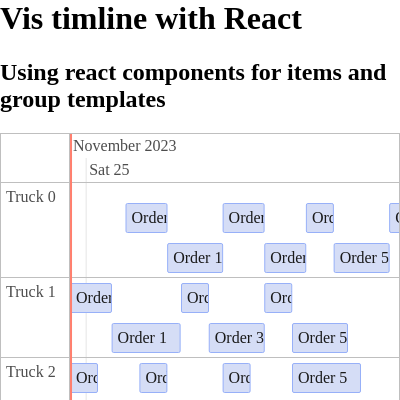 Vis timline with React
Using react components for items and
group templates
November 2023
Sat 25
Truck 0
Order Order Ord
Order 1 Order Order 5
Truck 1
Order Ord Ord
Order 1 Order 3 Order 5
Truck 2
Ord Ord Ord Order 5